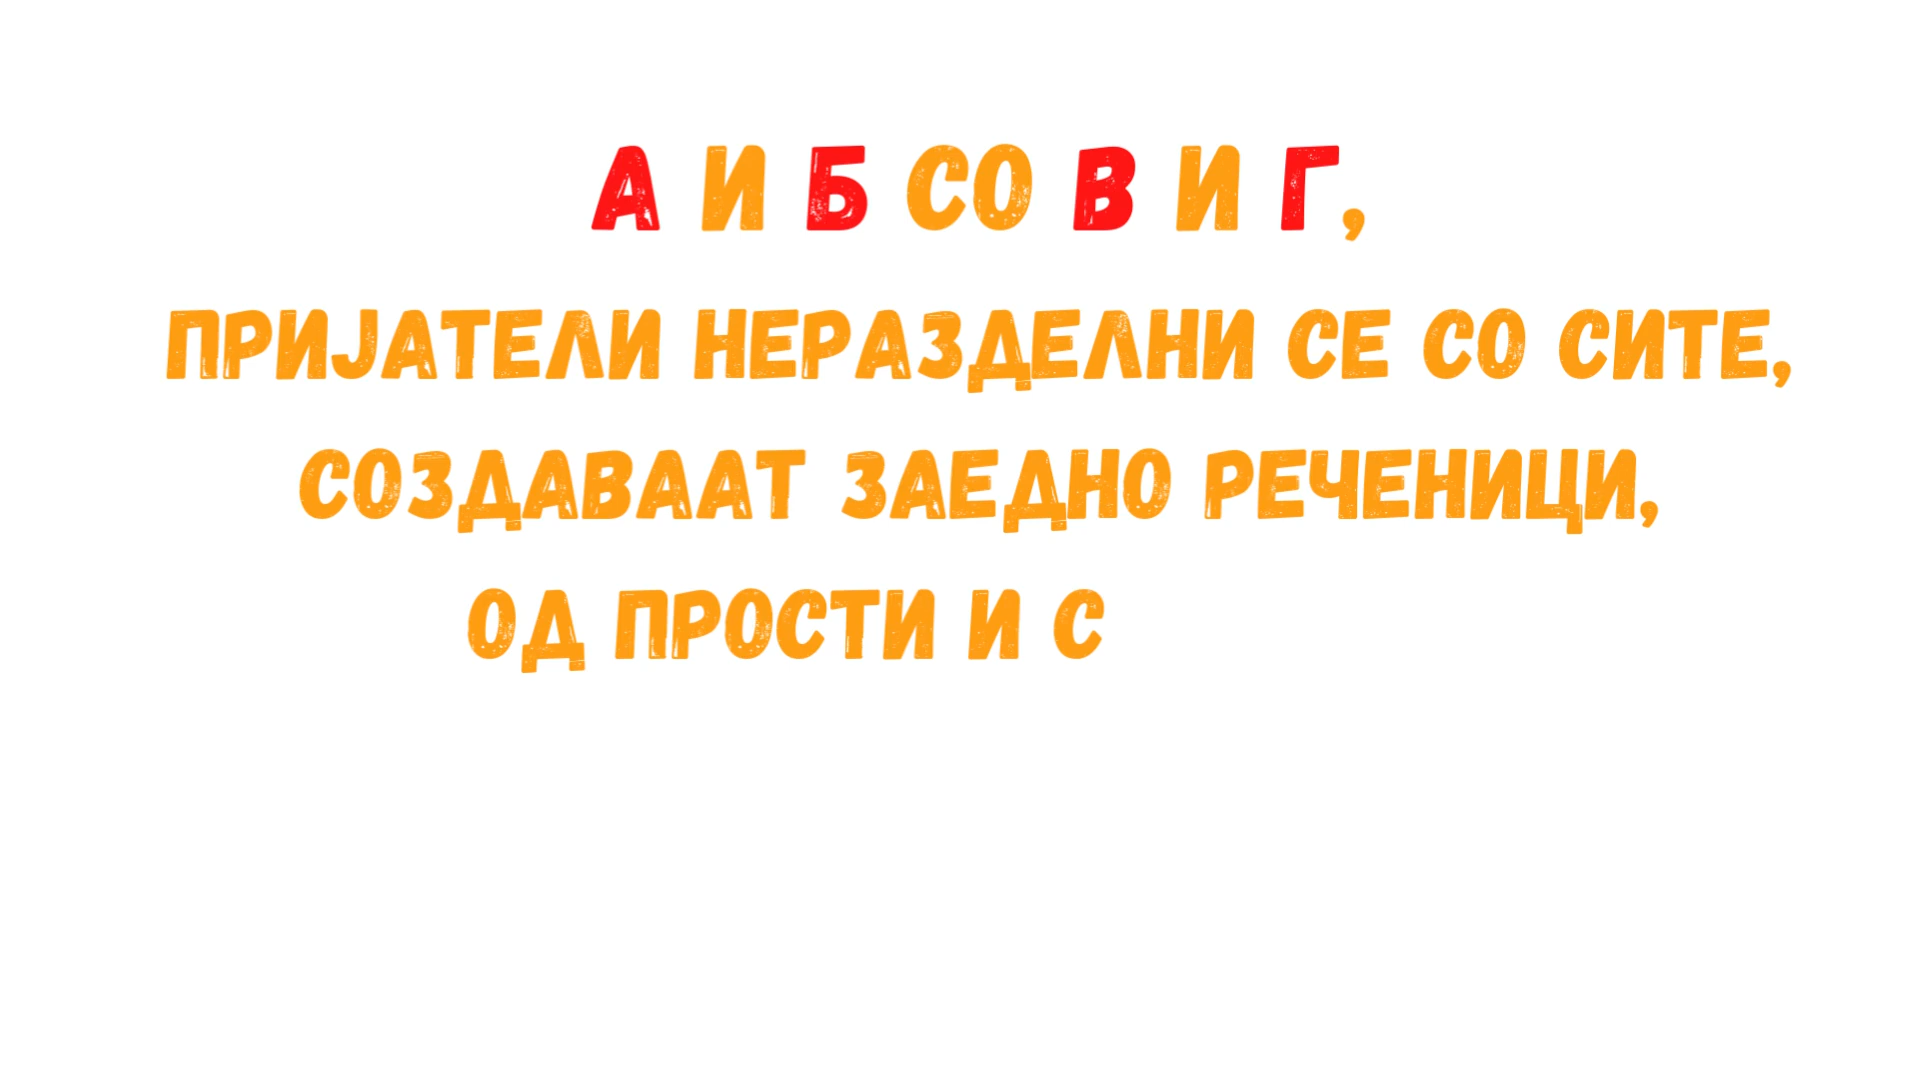 А И Б СО В И Г,
ПРИЈАТЕЛИ НЕРАЗДЕЛНИ СЕ СО СИТЕ,
СОЗДАВААТ ЗАЕДНО РЕЧЕНИЦИ,
ОД ПРОСТИ И С